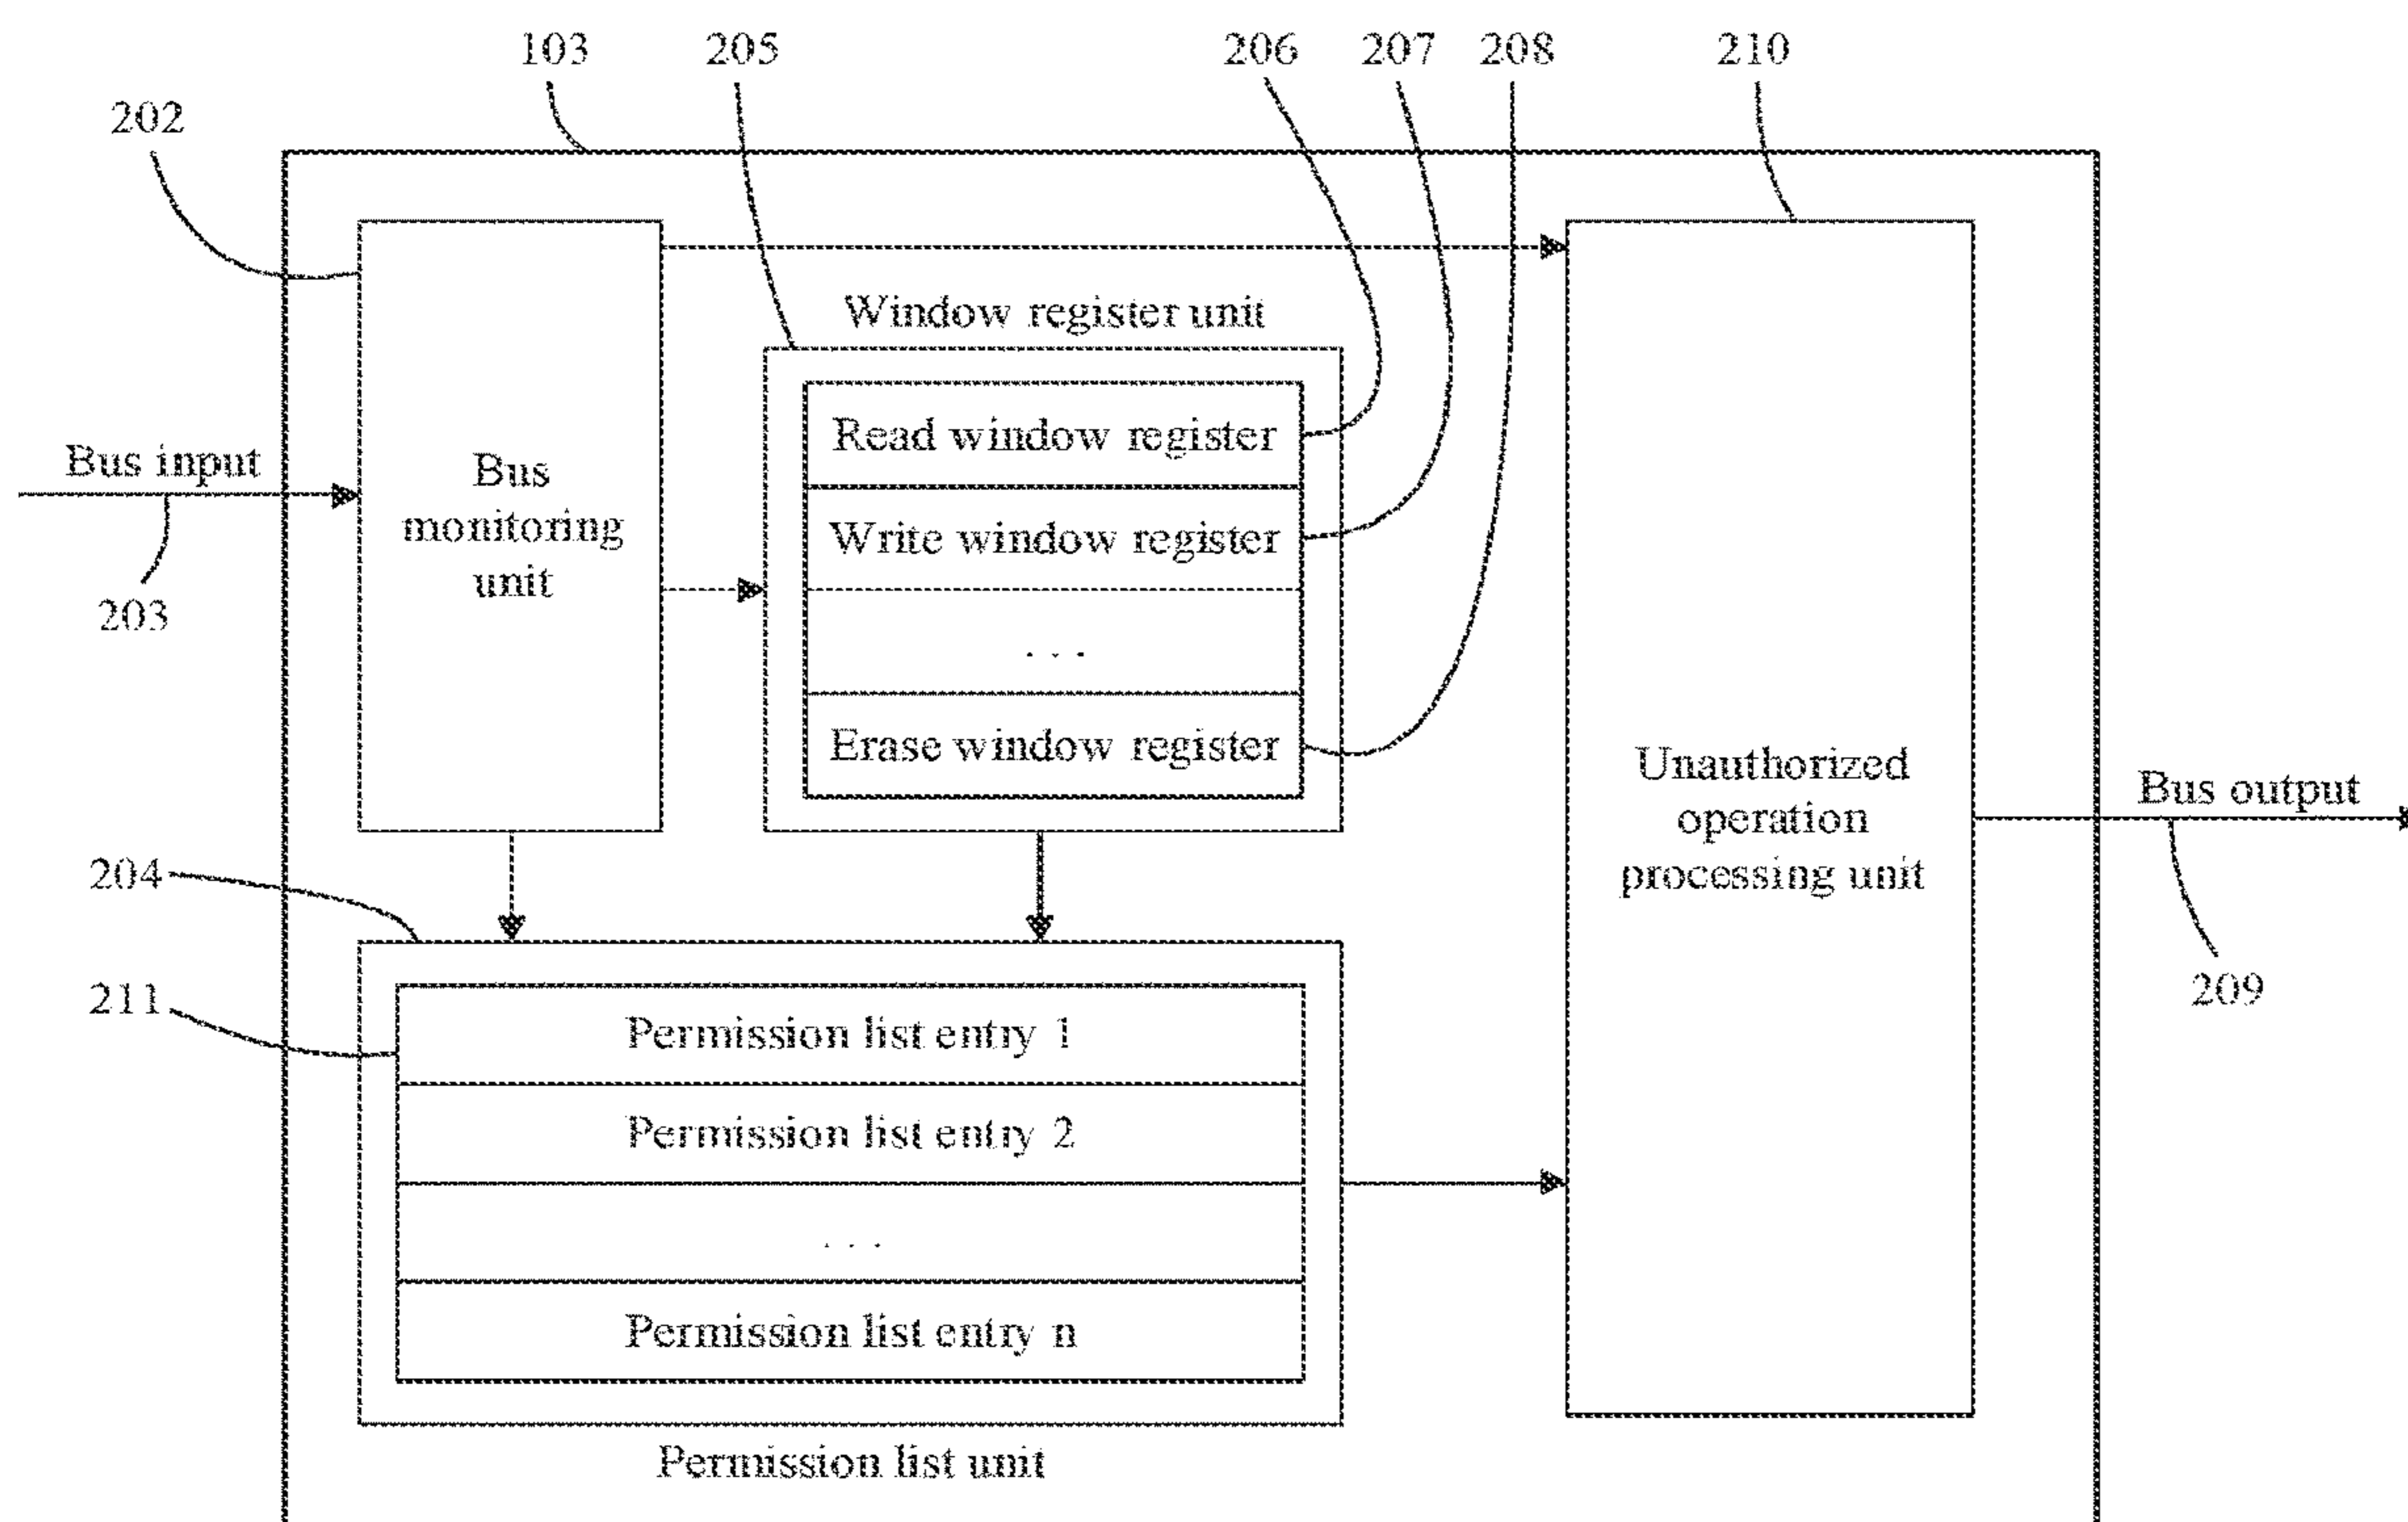 103
205
206
207
208
210
202
Window register unit
Bus input
203
Bus
monitoring
unit
Read window register
Write window register
. . .
Erase window register
Unauthorized
operation
processing unit
Bus output
209
204
211
Permission list entry 1
Permission list entry 2
. . .
Permission list entry n
Permission list unit